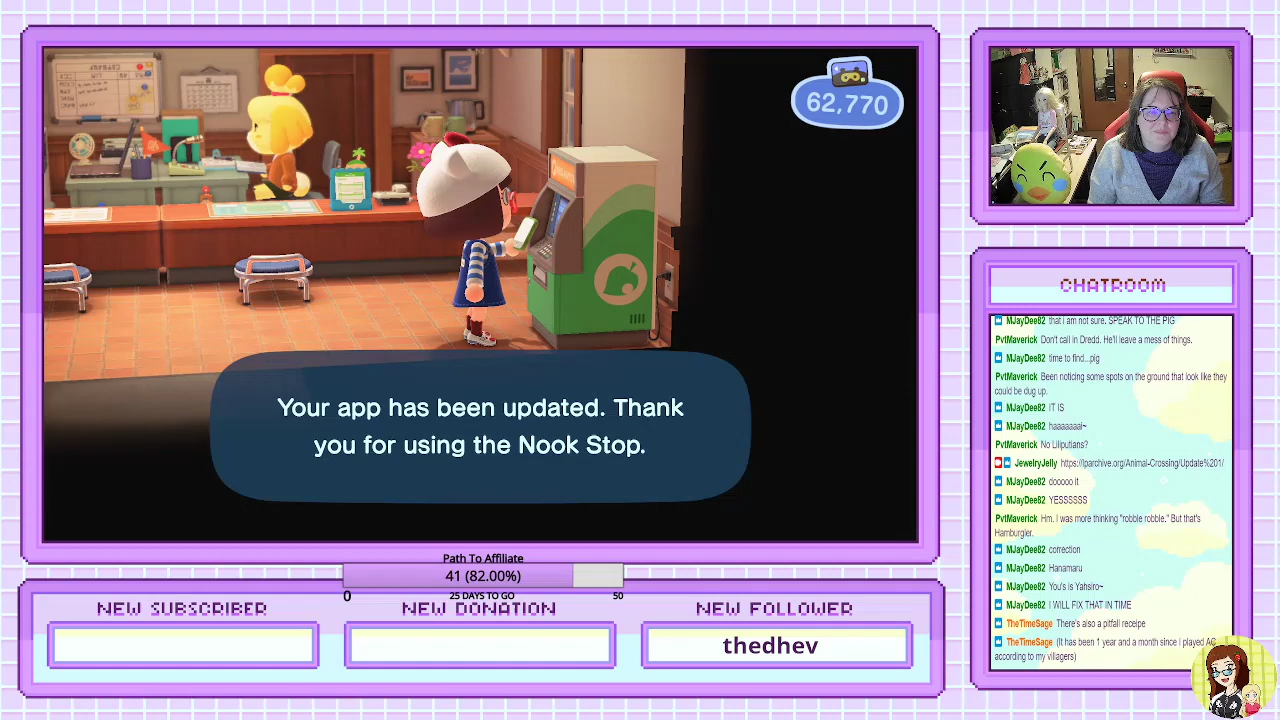 62,770
Your app has been updated. Thank
you for using the Nook Stop.
CHATROOM
MJayDee82 that i am not sure. SPEAK TO THE PIG
PvtMaverick Don't call in Dredd. He'll leave a mess of things.
MJayDee82 time to find...pig
PvtMaverick Been noticing some spots on the ground that look like they
could be dug up.
MJayDee82 IT IS
MJayDee82 haaaaaai~
PvtMaverick No Liliputians?
JewelryJelly https://lparchive.org/Animal-Crossing/Update%201/
MJayDee82 dooooo it
MJayDee82 YESSSSSS
PvtMaverick Hm. I was more thinking "robble robble." But that's
Hamburgler.
MJayDee82 correction
MJayDee82 Hanamaru
MJayDee82 You's is Yahsiro~
MJayDee82 I WILL FIX THAT IN TIME
TheTimeSage There's also a pitfall receipe
TheTimeSage (It has been 1 year and a month since I played AC
according to my villagers)
Path To Affiliate
41 (82.00%)
0
25 DAYS TO GO
50
NEW SUBSCRIBER
NEW DONATION
NEW FOLLOWER
thedhev